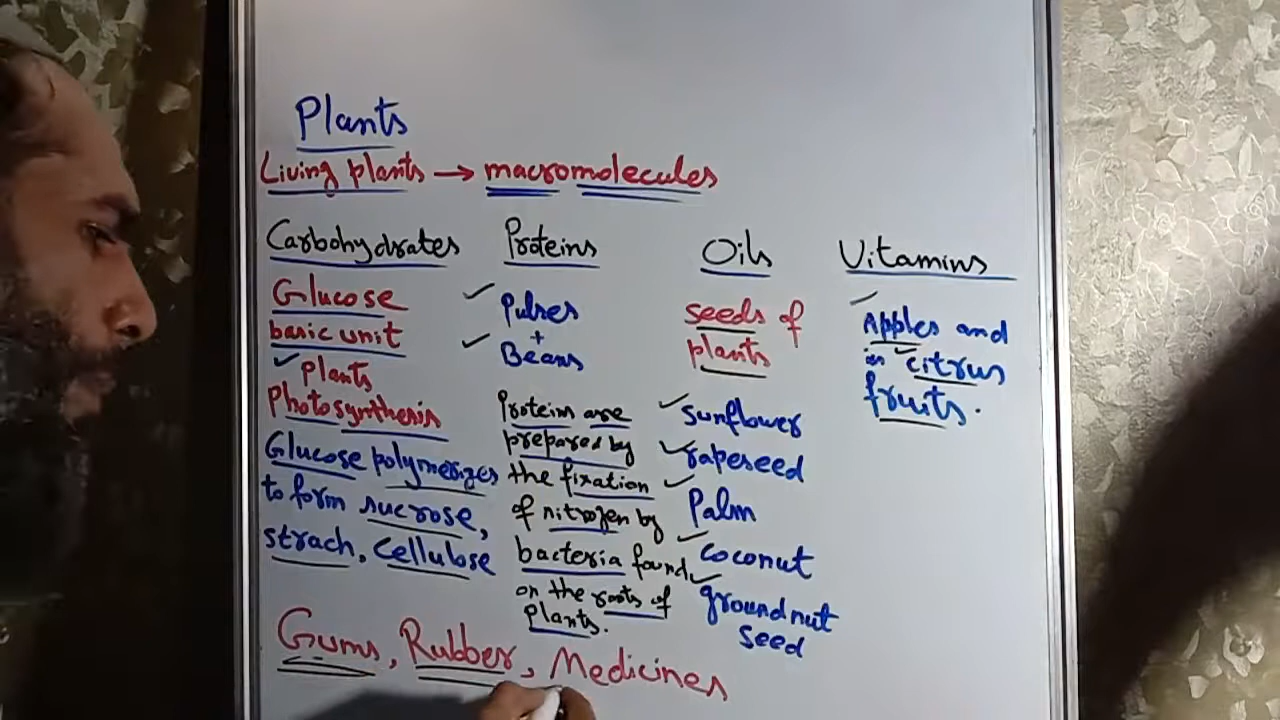 Plants
Living plants → macromolecules
Carbohydrates
Glucose
basic unit
✓ Plants
Photosynthesis
Glucose polymerizes
to form sucrose,
strach, Cellulose
Proteins
✓ Pulses
+
✓ Beans
Proteins are
prepared by
the fixation
of nitrogen by
bacteria found
on the roots of
plants.
Oils
seeds of
plants
✓ Sunflower
✓ rapeseed
✓ Palm
✓ Coconut
✓ groundnut
seed
Vitamins
✓ Apples and
in ✓ citrus
fruits.
Gums, Rubber, Medicines